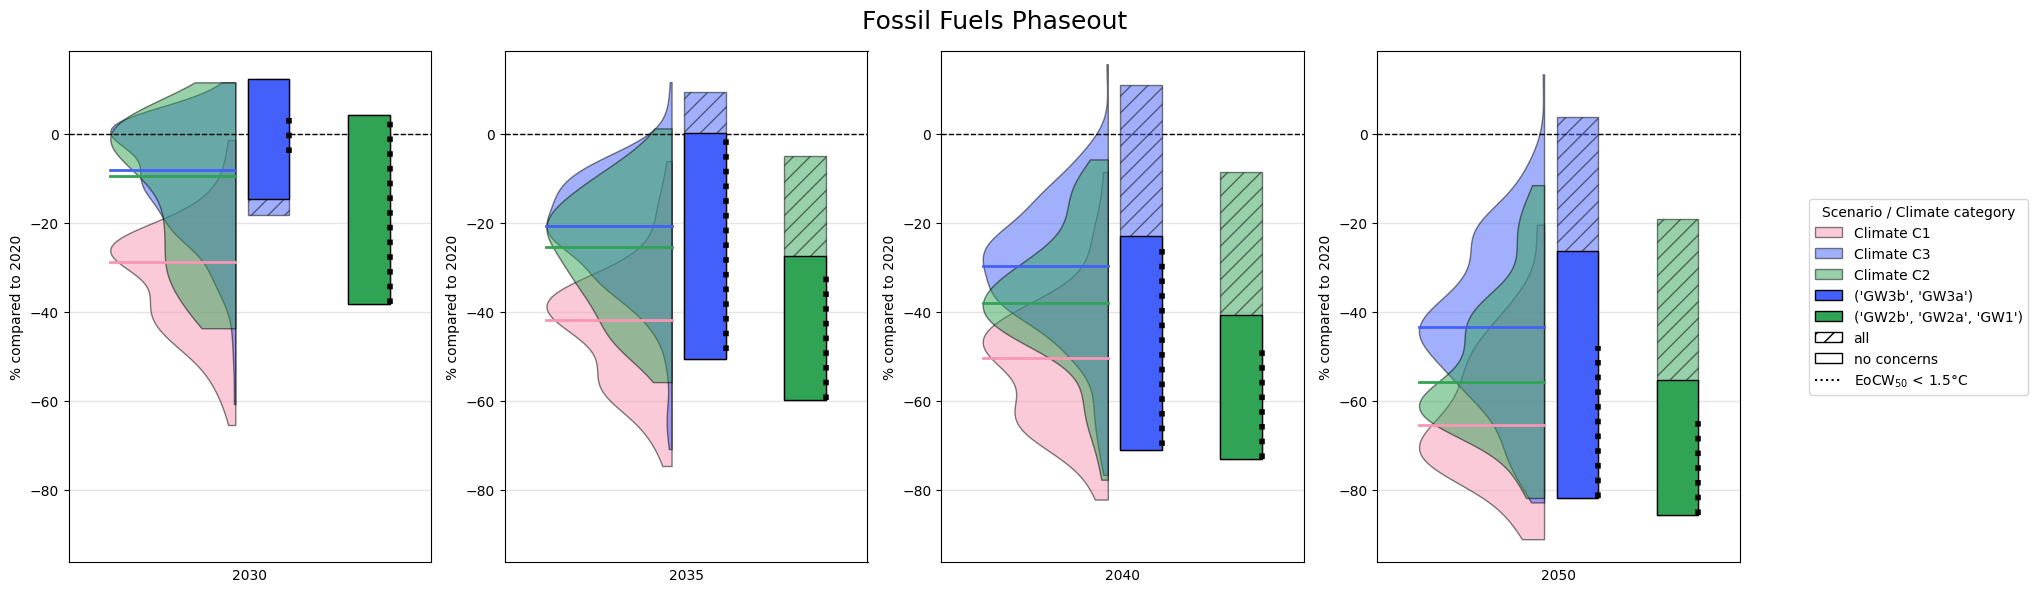 Fossil Fuels Phaseout
% compared to 2020
0
−20
−40
−60
−80
2030
% compared to 2020
0
−20
−40
−60
−80
2035
% compared to 2020
0
−20
−40
−60
−80
2040
% compared to 2020
0
−20
−40
−60
−80
2050
Scenario / Climate category
Climate C1
Climate C3
Climate C2
('GW3b', 'GW3a')
('GW2b', 'GW2a', 'GW1')
all
no concerns
EoCW₅₀ < 1.5°C